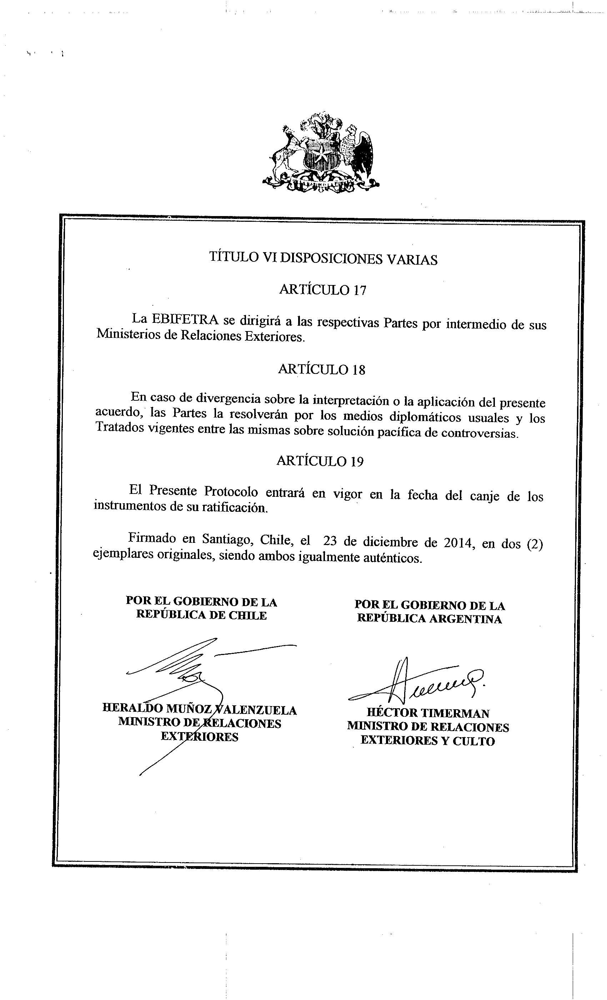 TÍTULO VI DISPOSICIONES VARIAS
ARTÍCULO 17
La EBIFETRA se dirigirá a las respectivas Partes por intermedio de sus
Ministerios de Relaciones Exteriores.
ARTÍCULO 18
En caso de divergencia sobre la interpretación o la aplicación del presente
acuerdo, las Partes la resolverán por los medios diplomáticos usuales y los
Tratados vigentes entre las mismas sobre solución pacífica de controversias.
ARTÍCULO 19
El Presente Protocolo entrará en vigor en la fecha del canje de los
instrumentos de su ratificación.
Firmado en Santiago, Chile, el 23 de diciembre de 2014, en dos (2)
ejemplares originales, siendo ambos igualmente auténticos.
POR EL GOBIERNO DE LA
REPÚBLICA DE CHILE
HERALDO MUÑOZ VALENZUELA
MINISTRO DE RELACIONES
EXTERIORES
POR EL GOBIERNO DE LA
REPÚBLICA ARGENTINA
HÉCTOR TIMERMAN
MINISTRO DE RELACIONES
EXTERIORES Y CULTO